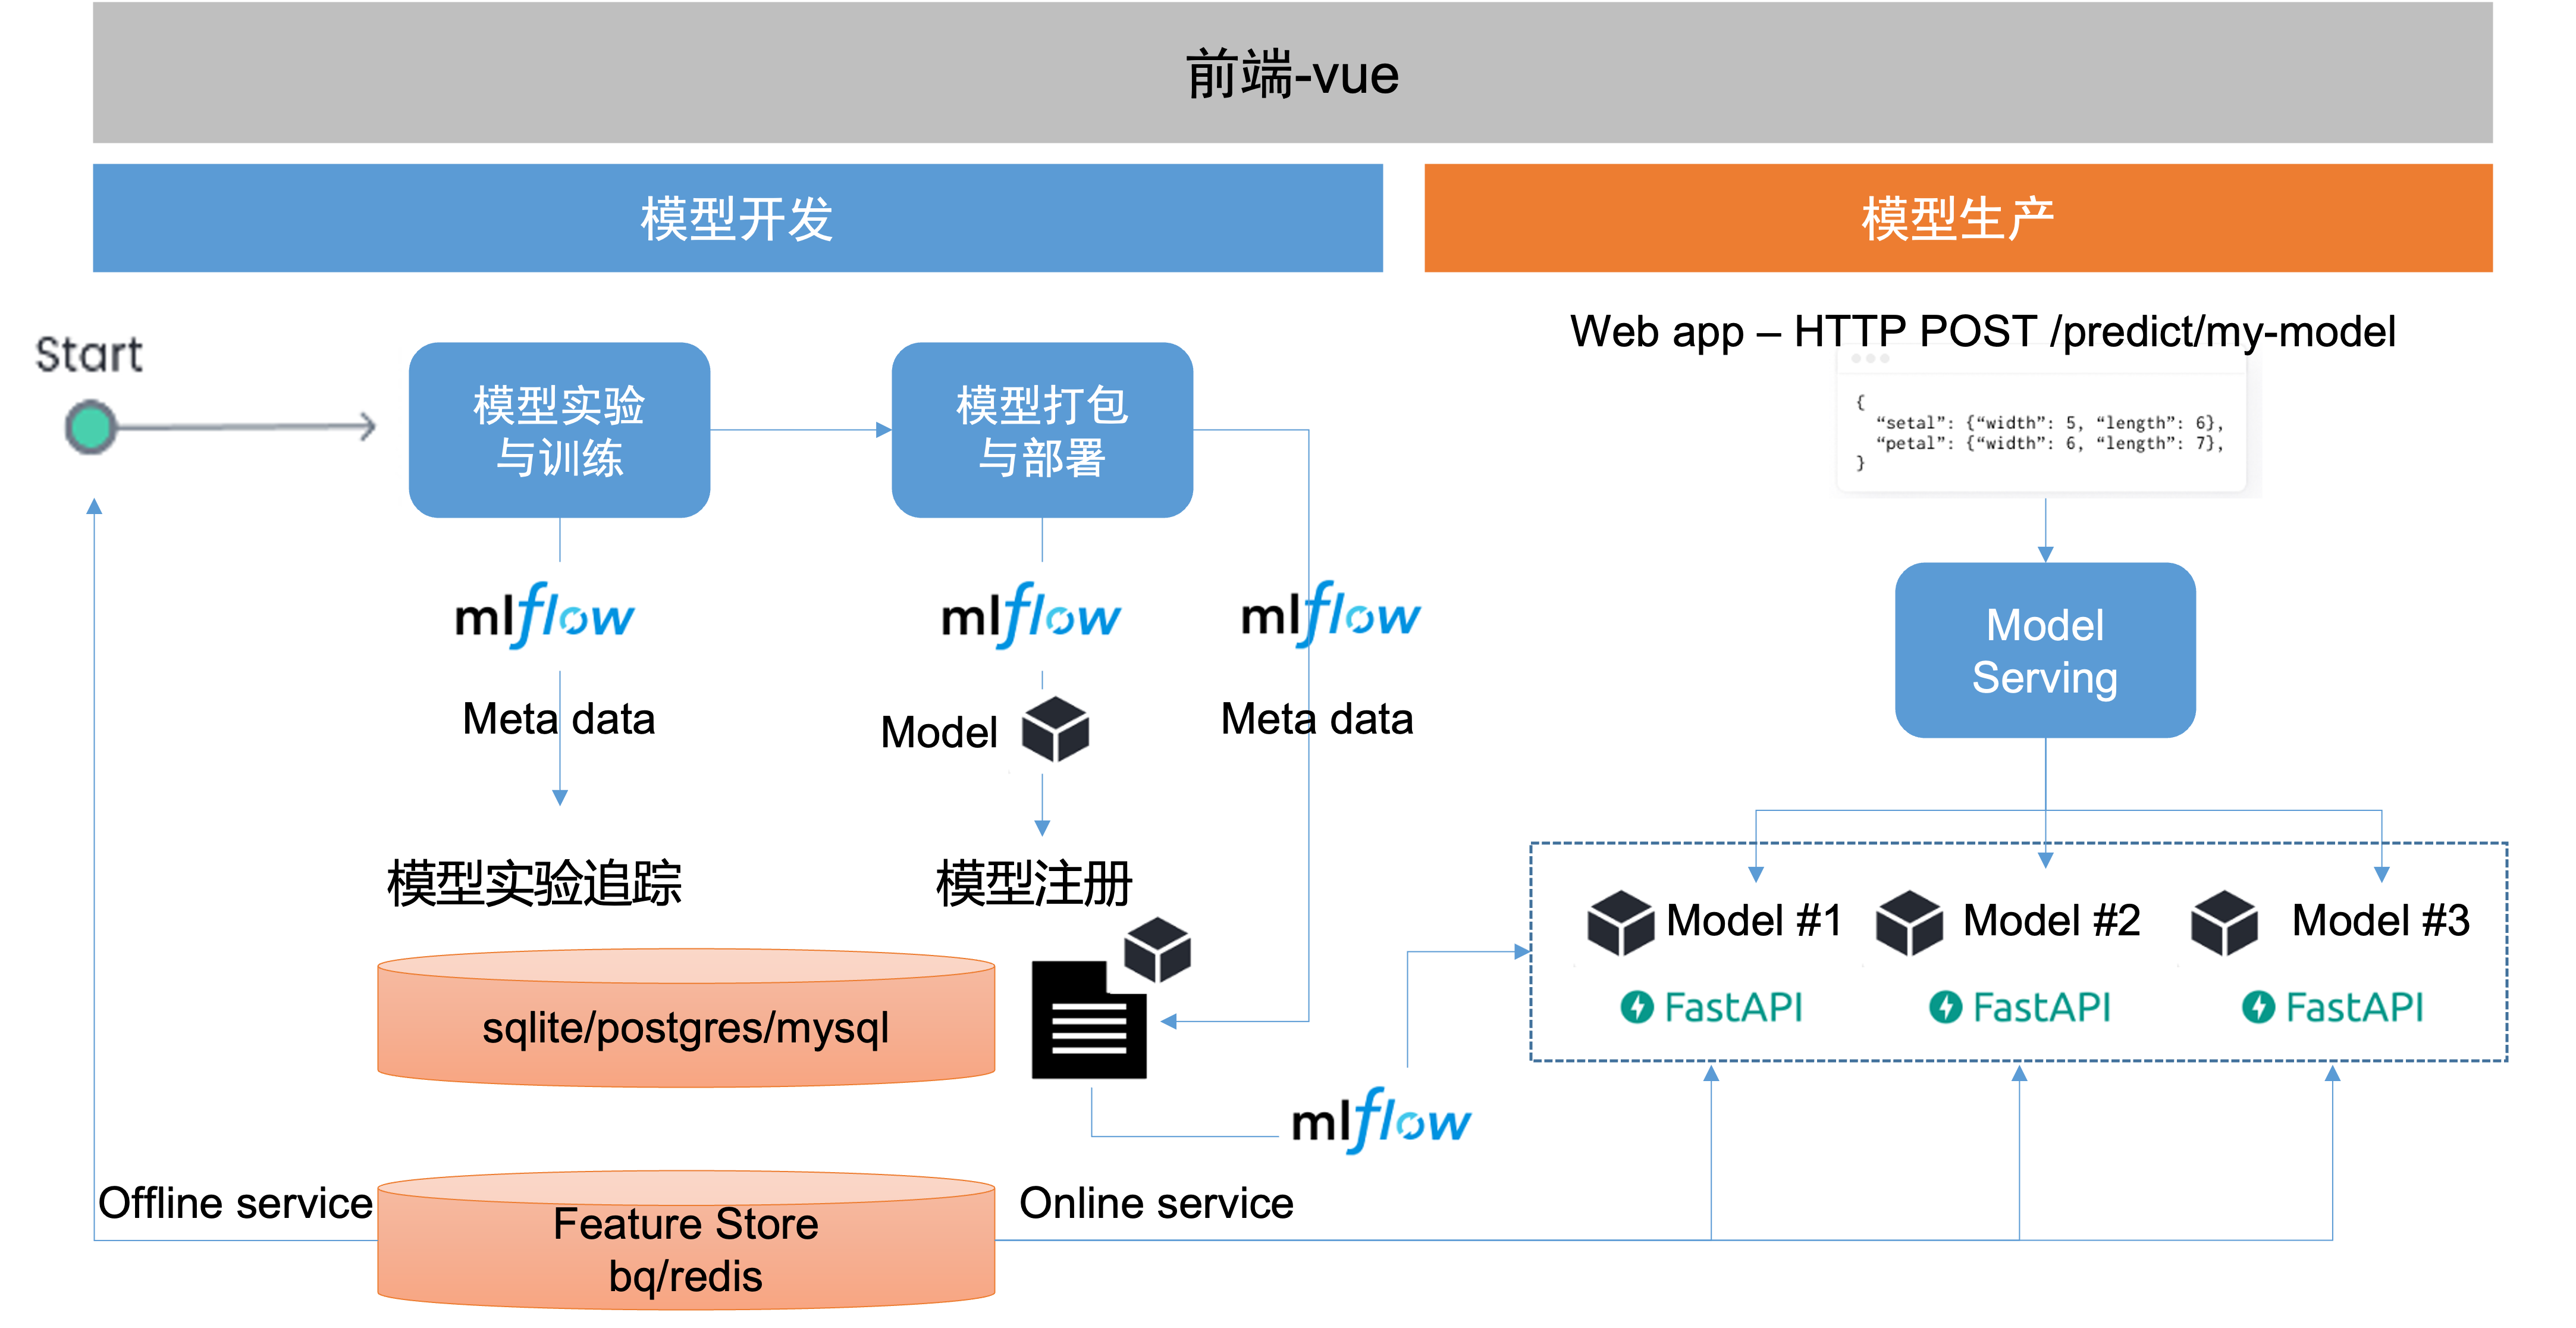 前端-vue
模型开发
模型生产
Start
模型实验
与训练
模型打包
与部署
mlflow
mlflow
mlflow
Meta data
Model
Meta data
模型实验追踪
模型注册
sqlite/postgres/mysql
mlflow
Offline service
Feature Store
bq/redis
Online service
Web app – HTTP POST /predict/my-model
{
“setal”: {“width”: 5, “length”: 6},
“petal”: {“width”: 6, “length”: 7},
}
Model
Serving
Model #1
Model #2
Model #3
FastAPI
FastAPI
FastAPI